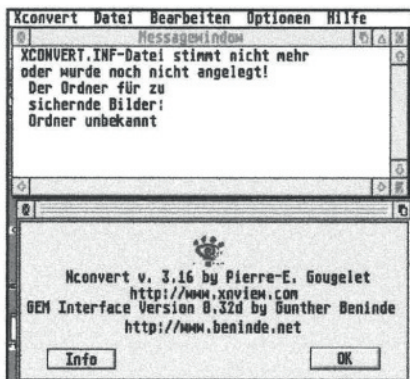 Xconvert Datei Bearbeiten Optionen Hilfe
Messagewindow
XCONVERT.INF-Datei stimmt nicht mehr
oder wurde noch nicht angelegt!
Der Ordner für zu
sichernde Bilder:
Ordner unbekannt
Nconvert v. 3.16 by Pierre-E. Gougelet
http://www.xnview.com
GEM Interface Version 0.32d by Gunther Beninde
http://www.beninde.net
Info OK